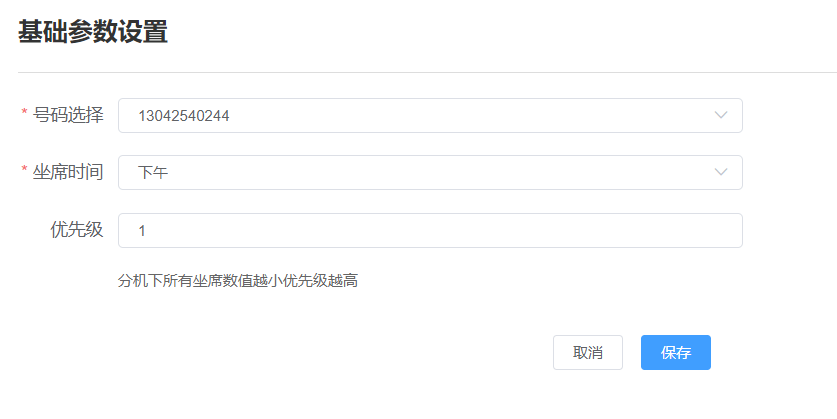 基础参数设置
* 号码选择 13042540244
* 坐席时间 下午
优先级 1
分机下所有坐席数值越小优先级越高
取消 保存